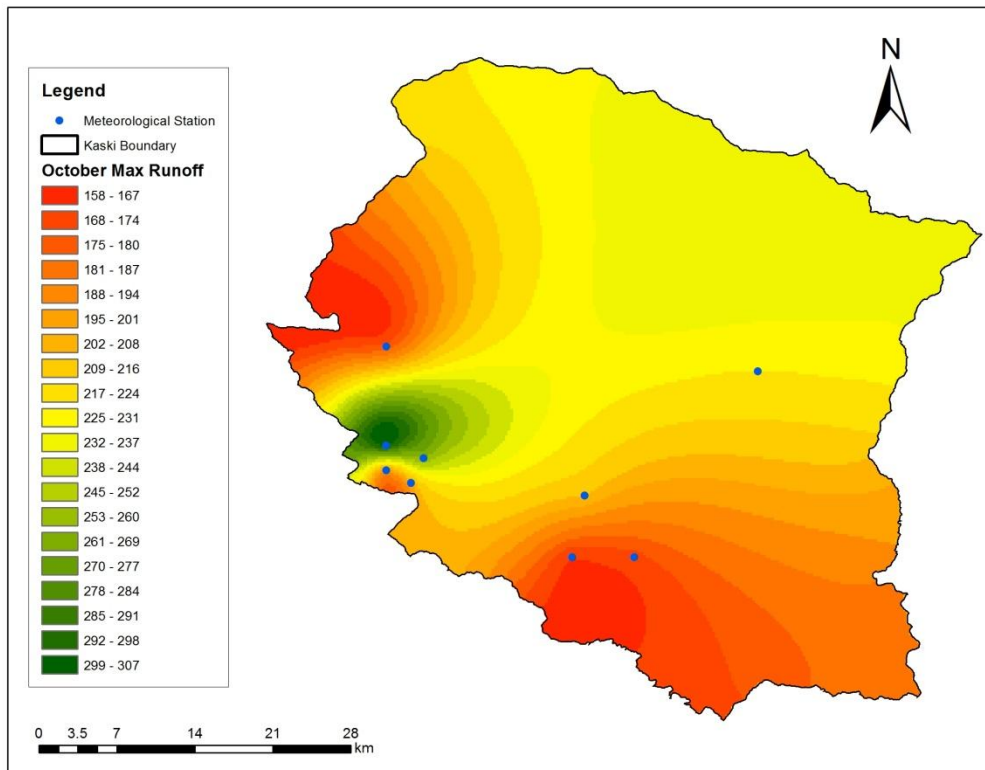 N
Legend
Meteorological Station
Kaski Boundary
October Max Runoff
158 - 167
168 - 174
175 - 180
181 - 187
188 - 194
195 - 201
202 - 208
209 - 216
217 - 224
225 - 231
232 - 237
238 - 244
245 - 252
253 - 260
261 - 269
270 - 277
278 - 284
285 - 291
292 - 298
299 - 307
0 3.5 7 14 21 28
km